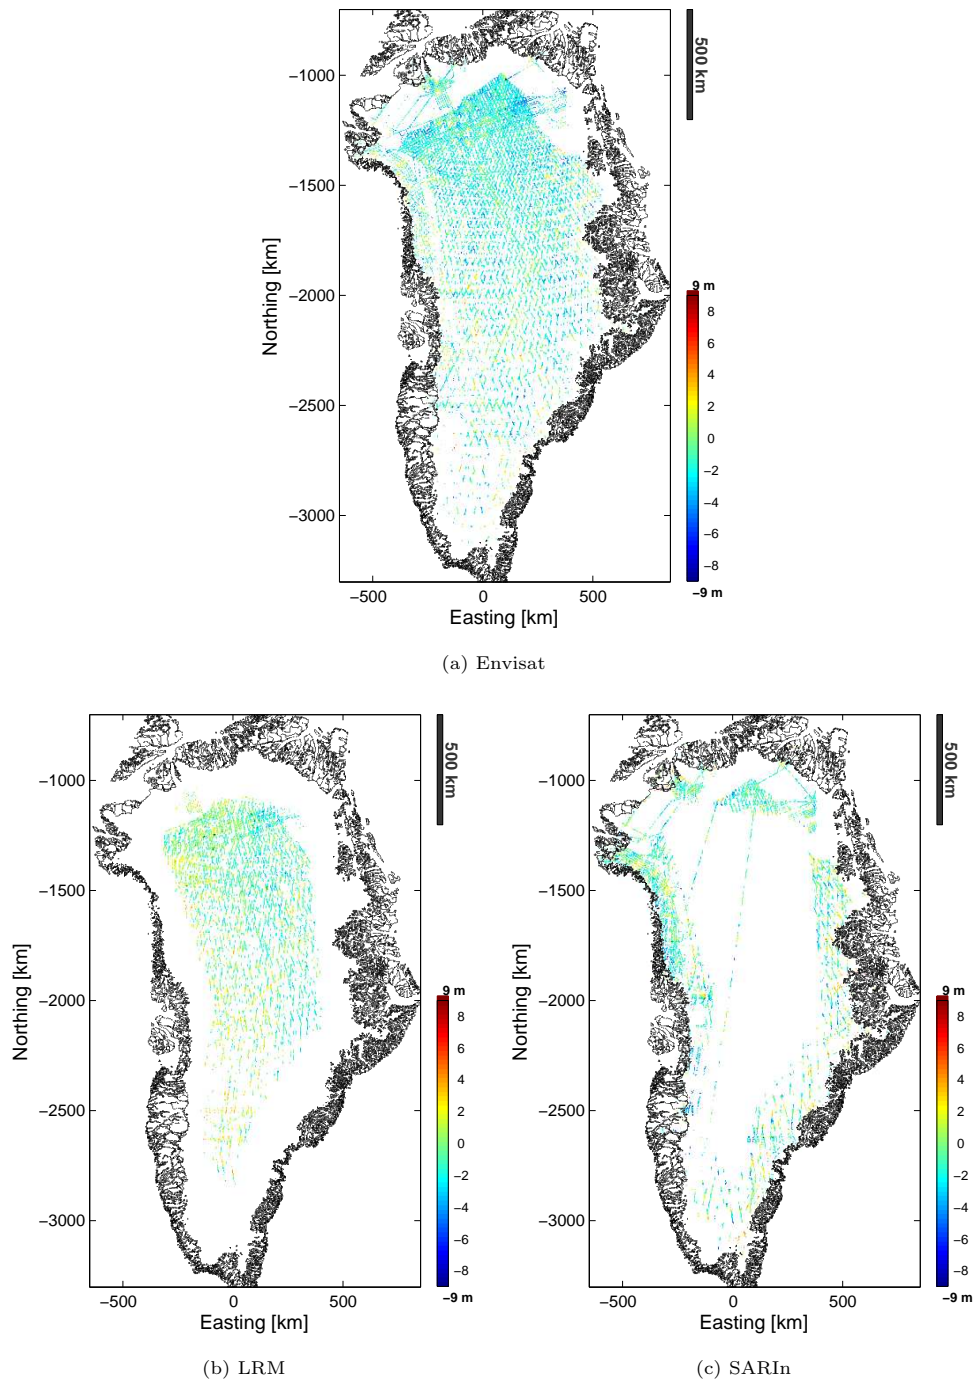 500 km
−1000
−1500
−2000
−2500
−3000
Northing [km]
−500
0
500
Easting [km]
9 m
8
6
4
2
0
−2
−4
−6
−8
−9 m
(a) Envisat
500 km
−1000
−1500
−2000
−2500
−3000
Northing [km]
−500
0
500
Easting [km]
9 m
8
6
4
2
0
−2
−4
−6
−8
−9 m
(b) LRM
500 km
−1000
−1500
−2000
−2500
−3000
Northing [km]
−500
0
500
Easting [km]
9 m
8
6
4
2
0
−2
−4
−6
−8
−9 m
(c) SARIn